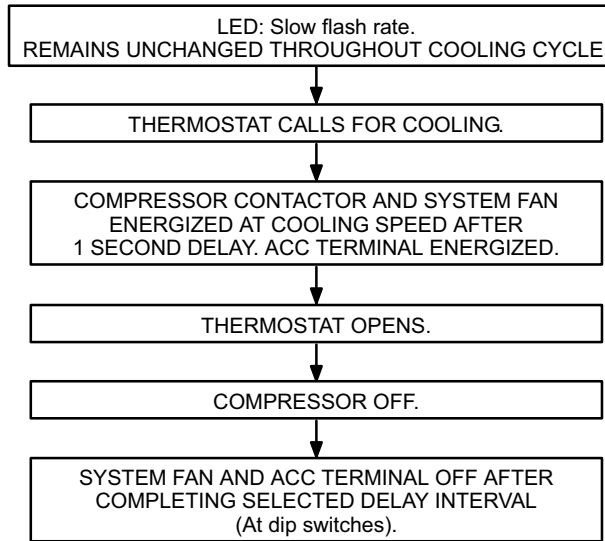 LED: Slow flash rate.
REMAINS UNCHANGED THROUGHOUT COOLING CYCLE
THERMOSTAT CALLS FOR COOLING.
COMPRESSOR CONTACTOR AND SYSTEM FAN
ENERGIZED AT COOLING SPEED AFTER
1 SECOND DELAY. ACC TERMINAL ENERGIZED.
THERMOSTAT OPENS.
COMPRESSOR OFF.
SYSTEM FAN AND ACC TERMINAL OFF AFTER
COMPLETING SELECTED DELAY INTERVAL
(At dip switches).